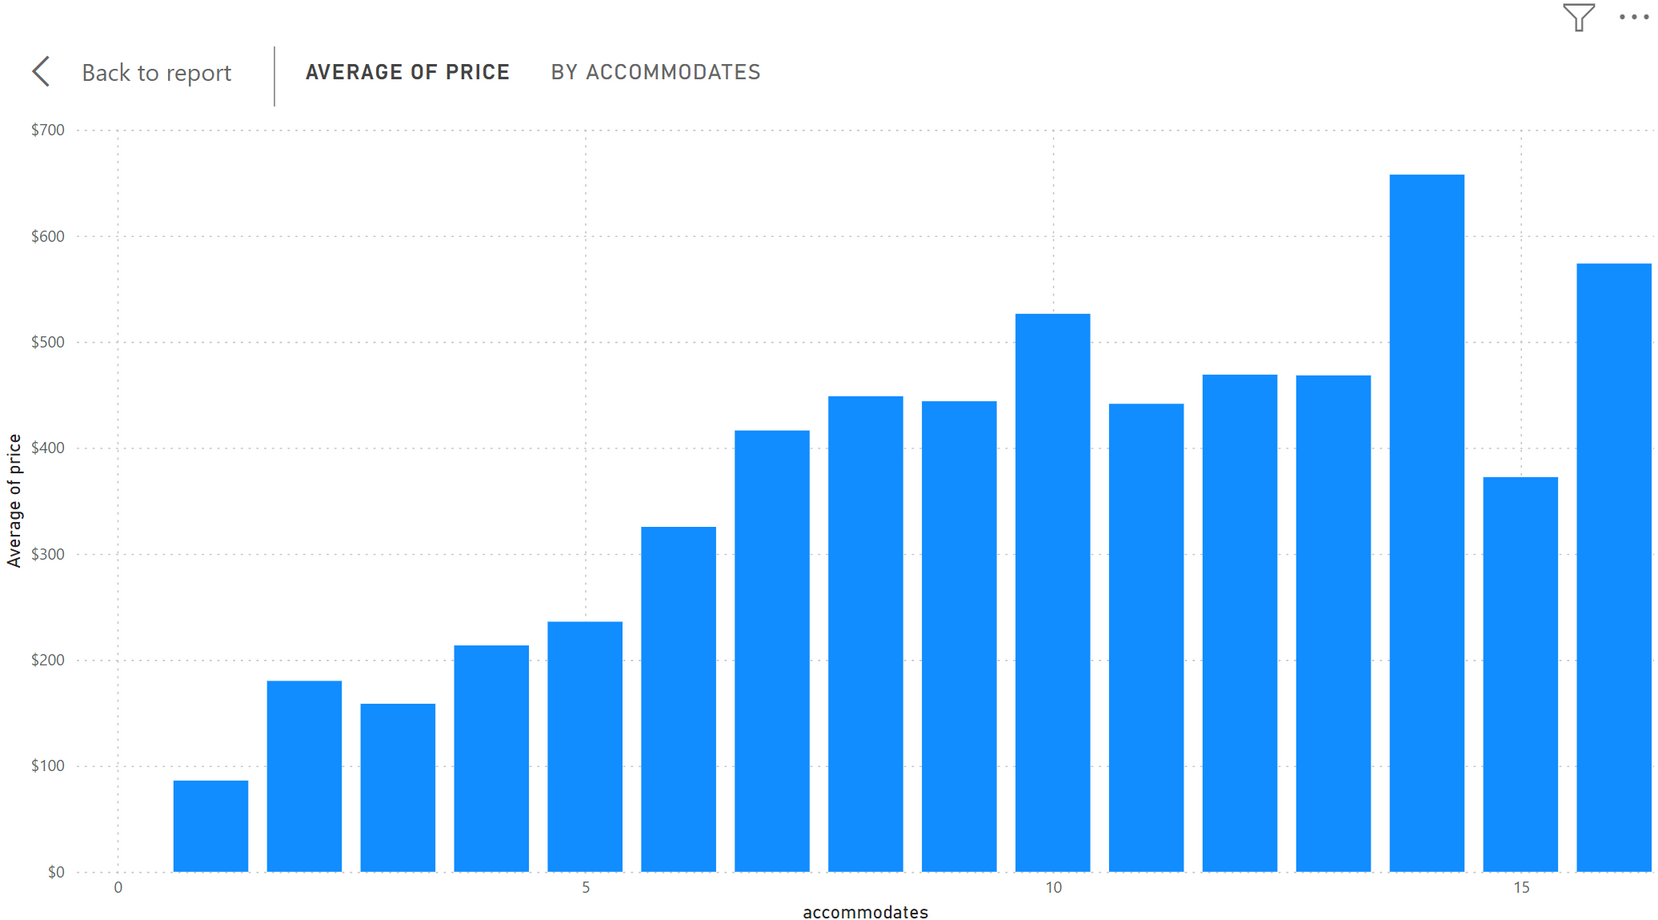 Back to report
AVERAGE OF PRICE BY ACCOMMODATES
$700
$600
$500
$400
$300
$200
$100
$0
Average of price
0 5 10 15
accommodates